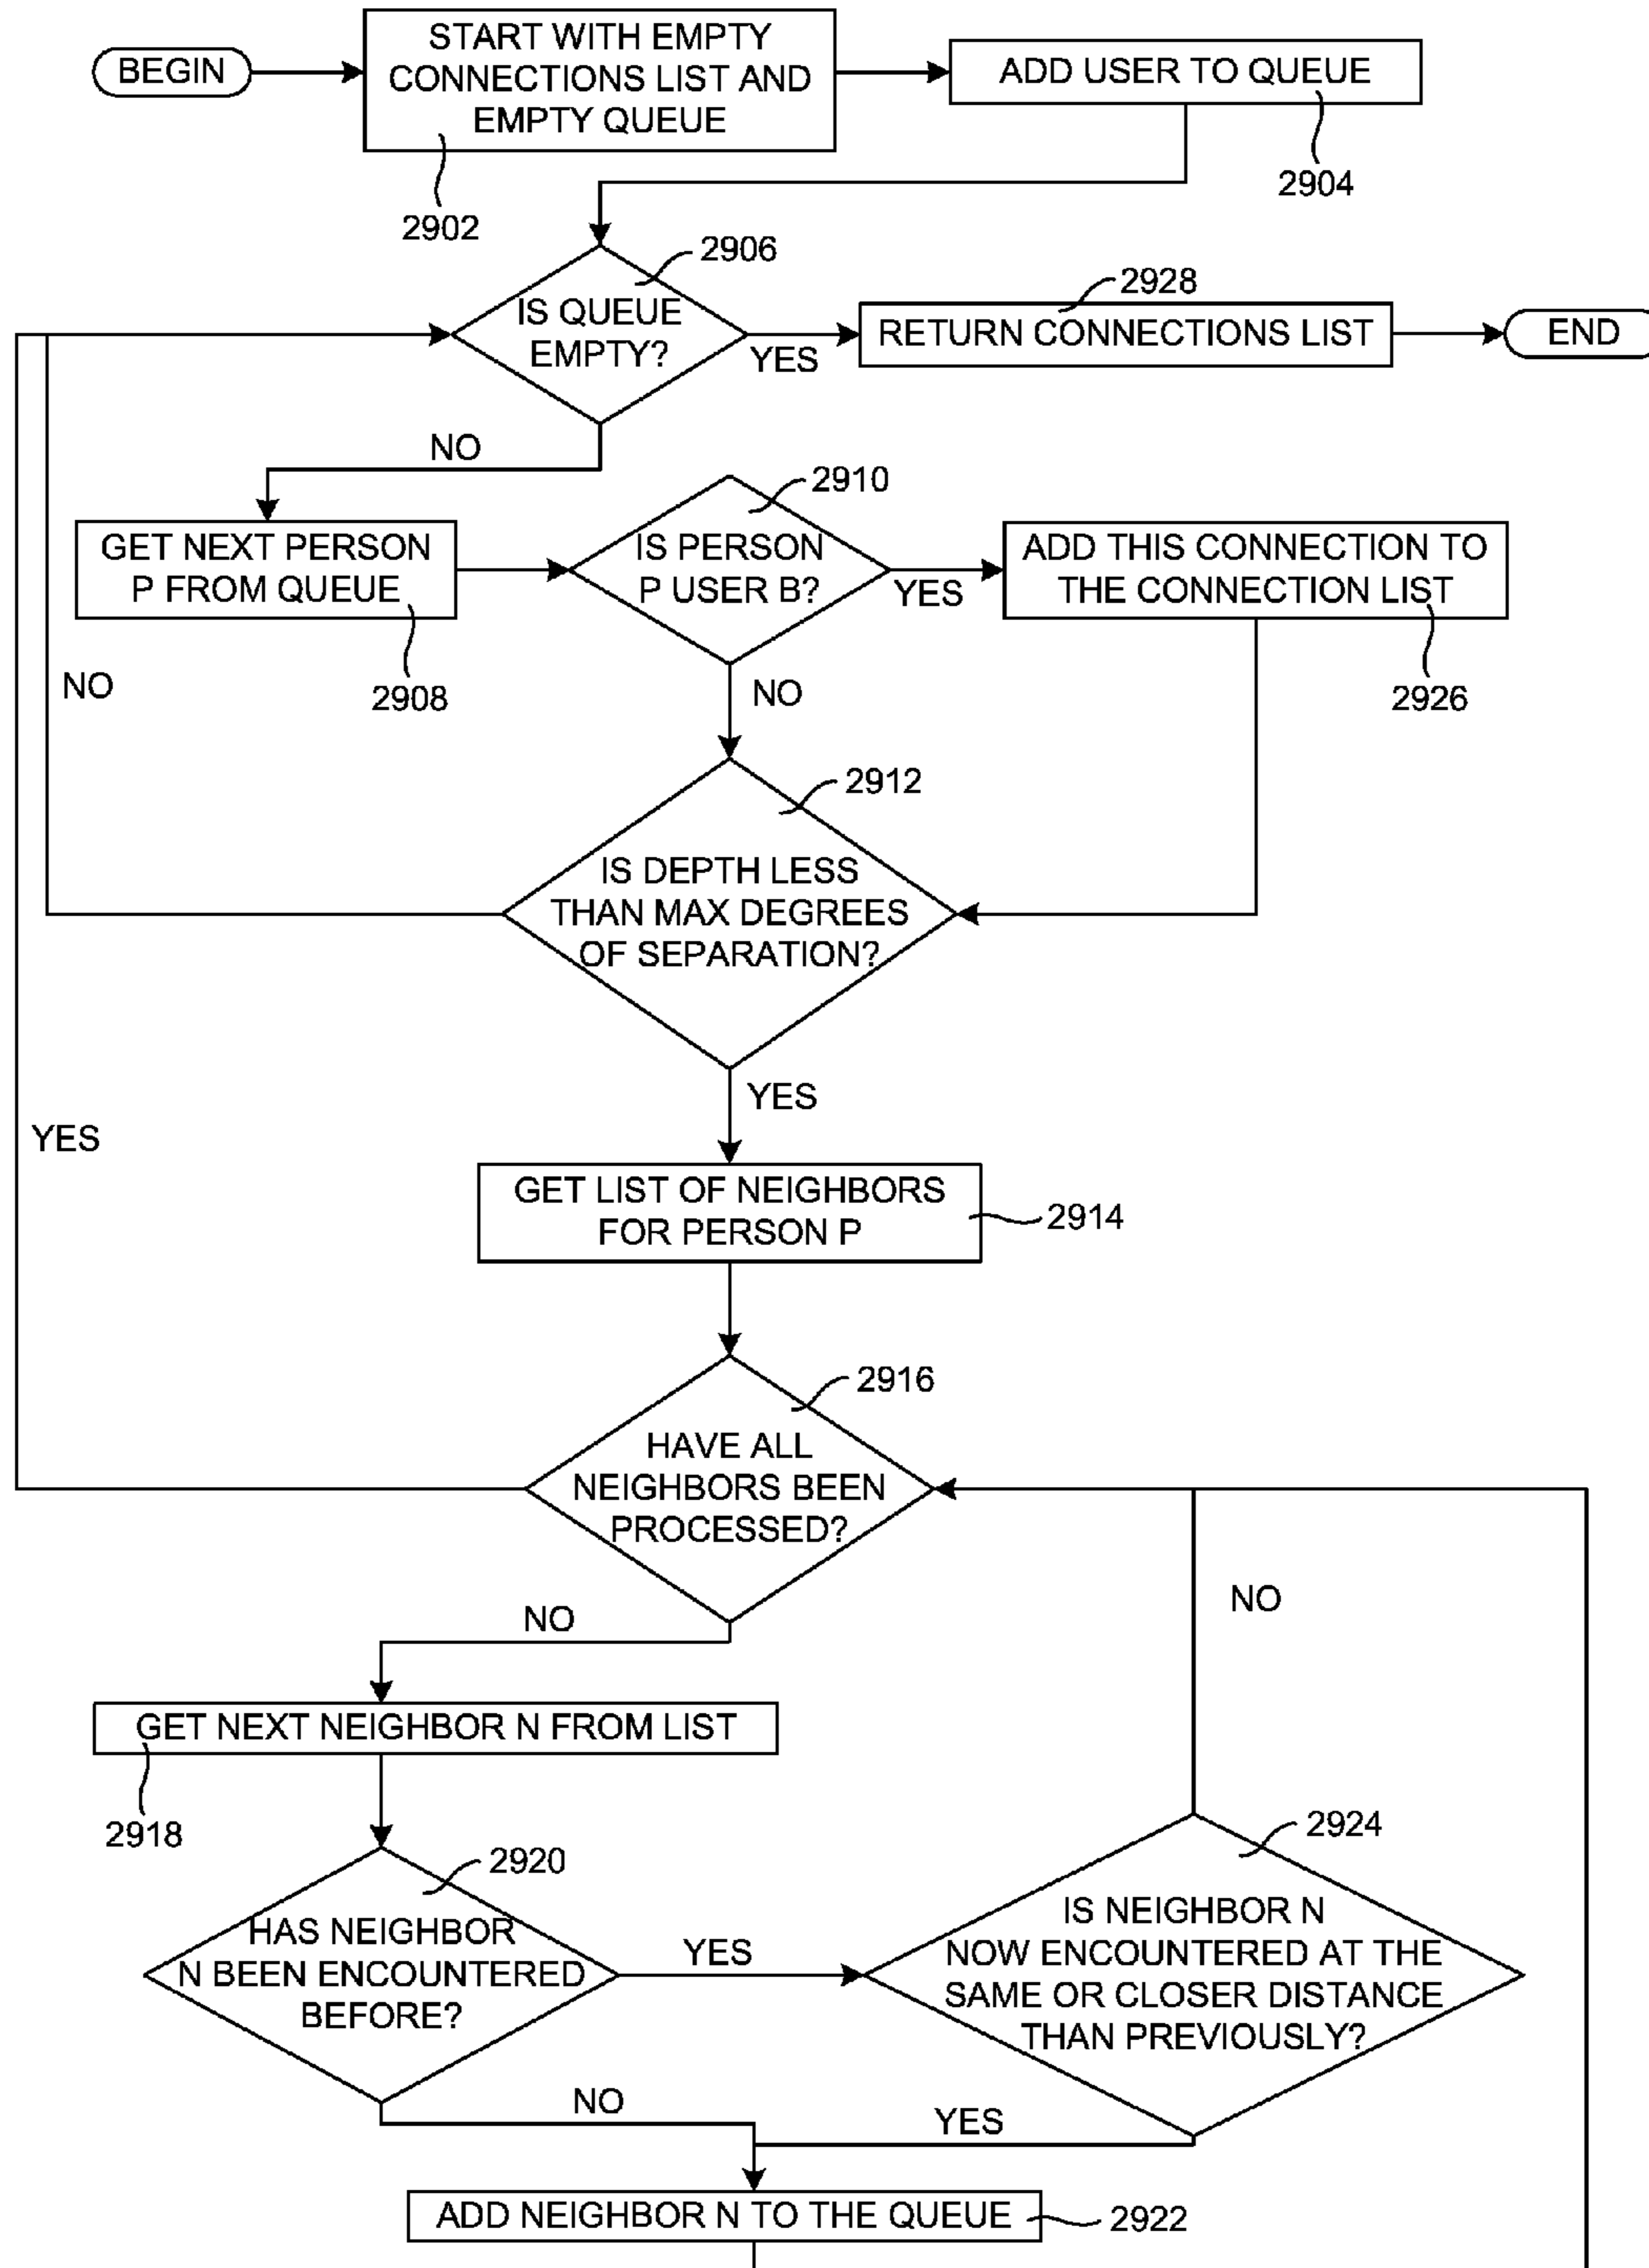 BEGIN
START WITH EMPTY
CONNECTIONS LIST AND
EMPTY QUEUE
2902
ADD USER TO QUEUE
2904
IS QUEUE
EMPTY?
2906
YES
RETURN CONNECTIONS LIST
2928
END
NO
GET NEXT PERSON
P FROM QUEUE
2908
IS PERSON
P USER B?
2910
YES
ADD THIS CONNECTION TO
THE CONNECTION LIST
2926
NO
NO
IS DEPTH LESS
THAN MAX DEGREES
OF SEPARATION?
2912
YES
YES
GET LIST OF NEIGHBORS
FOR PERSON P
2914
HAVE ALL
NEIGHBORS BEEN
PROCESSED?
2916
NO
NO
GET NEXT NEIGHBOR N FROM LIST
2918
HAS NEIGHBOR
N BEEN ENCOUNTERED
BEFORE?
2920
YES
IS NEIGHBOR N
NOW ENCOUNTERED AT THE
SAME OR CLOSER DISTANCE
THAN PREVIOUSLY?
2924
NO
YES
ADD NEIGHBOR N TO THE QUEUE
2922